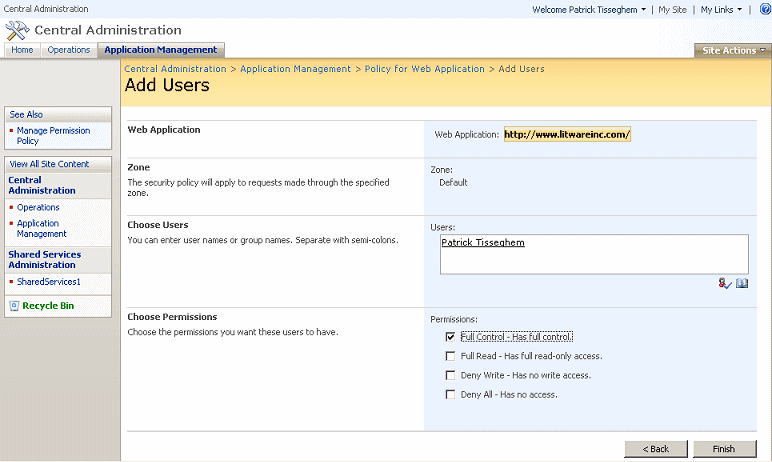 Central Administration
Welcome Patrick Tisseghem | My Site | My Links |
Central Administration
Home Operations Application Management
Site Actions
Central Administration > Application Management > Policy for Web Application > Add Users
Add Users
See Also
Manage Permission
Policy
View All Site Content
Central
Administration
Operations
Application
Management
Shared Services
Administration
SharedServices1
Recycle Bin
Web Application
Web Application: http://www.litwareinc.com/
Zone
The security policy will apply to requests made through the specified
zone.
Zone:
Default
Choose Users
You can enter user names or group names. Separate with semi-colons.
Users:
Patrick Tisseghem
Choose Permissions
Choose the permissions you want these users to have.
Permissions:
Full Control - Has full control.
Full Read - Has full read-only access.
Deny Write - Has no write access.
Deny All - Has no access.
< Back
Finish